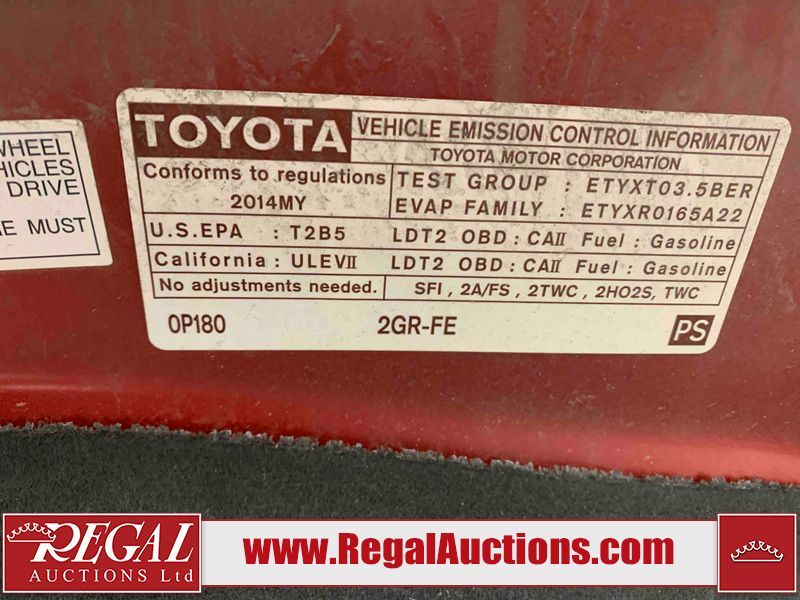 WHEEL
DRIVE
MUST
TOYOTA
VEHICLE EMISSION CONTROL INFORMATION
TOYOTA MOTOR CORPORATION
Conforms to regulations
2014MY
TEST GROUP : ETYXT03.5BER
EVAP FAMILY : ETYXR0165A22
U.S.EPA : T2B5 LDT2 OBD : CAII Fuel : Gasoline
California : ULEVII LDT2 OBD : CAII Fuel : Gasoline
No adjustments needed. SFI , 2A/FS , 2TWC , 2HO2S, TWC
0P180 2GR-FE PS
REGAL
AUCTIONS Ltd
www.RegalAuctions.com